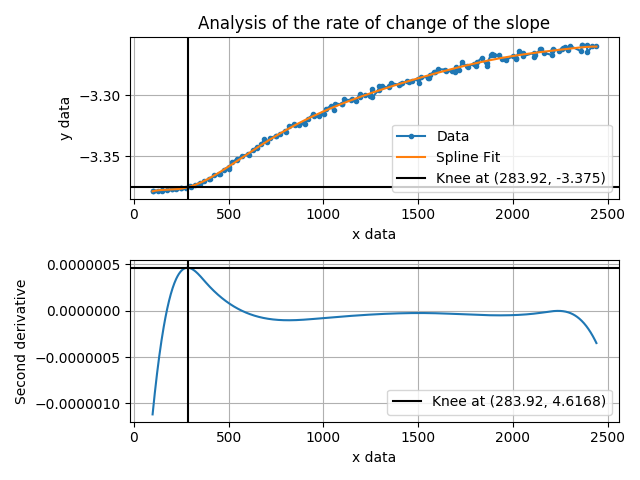 Analysis of the rate of change of the slope
y data
−3.30
−3.35
Data
Spline Fit
Knee at (283.92, -3.375)
0 500 1000 1500 2000 2500
x data
Second derivative
0.0000005
0.0000000
−0.0000005
−0.0000010
Knee at (283.92, 4.6168)
0 500 1000 1500 2000 2500
x data